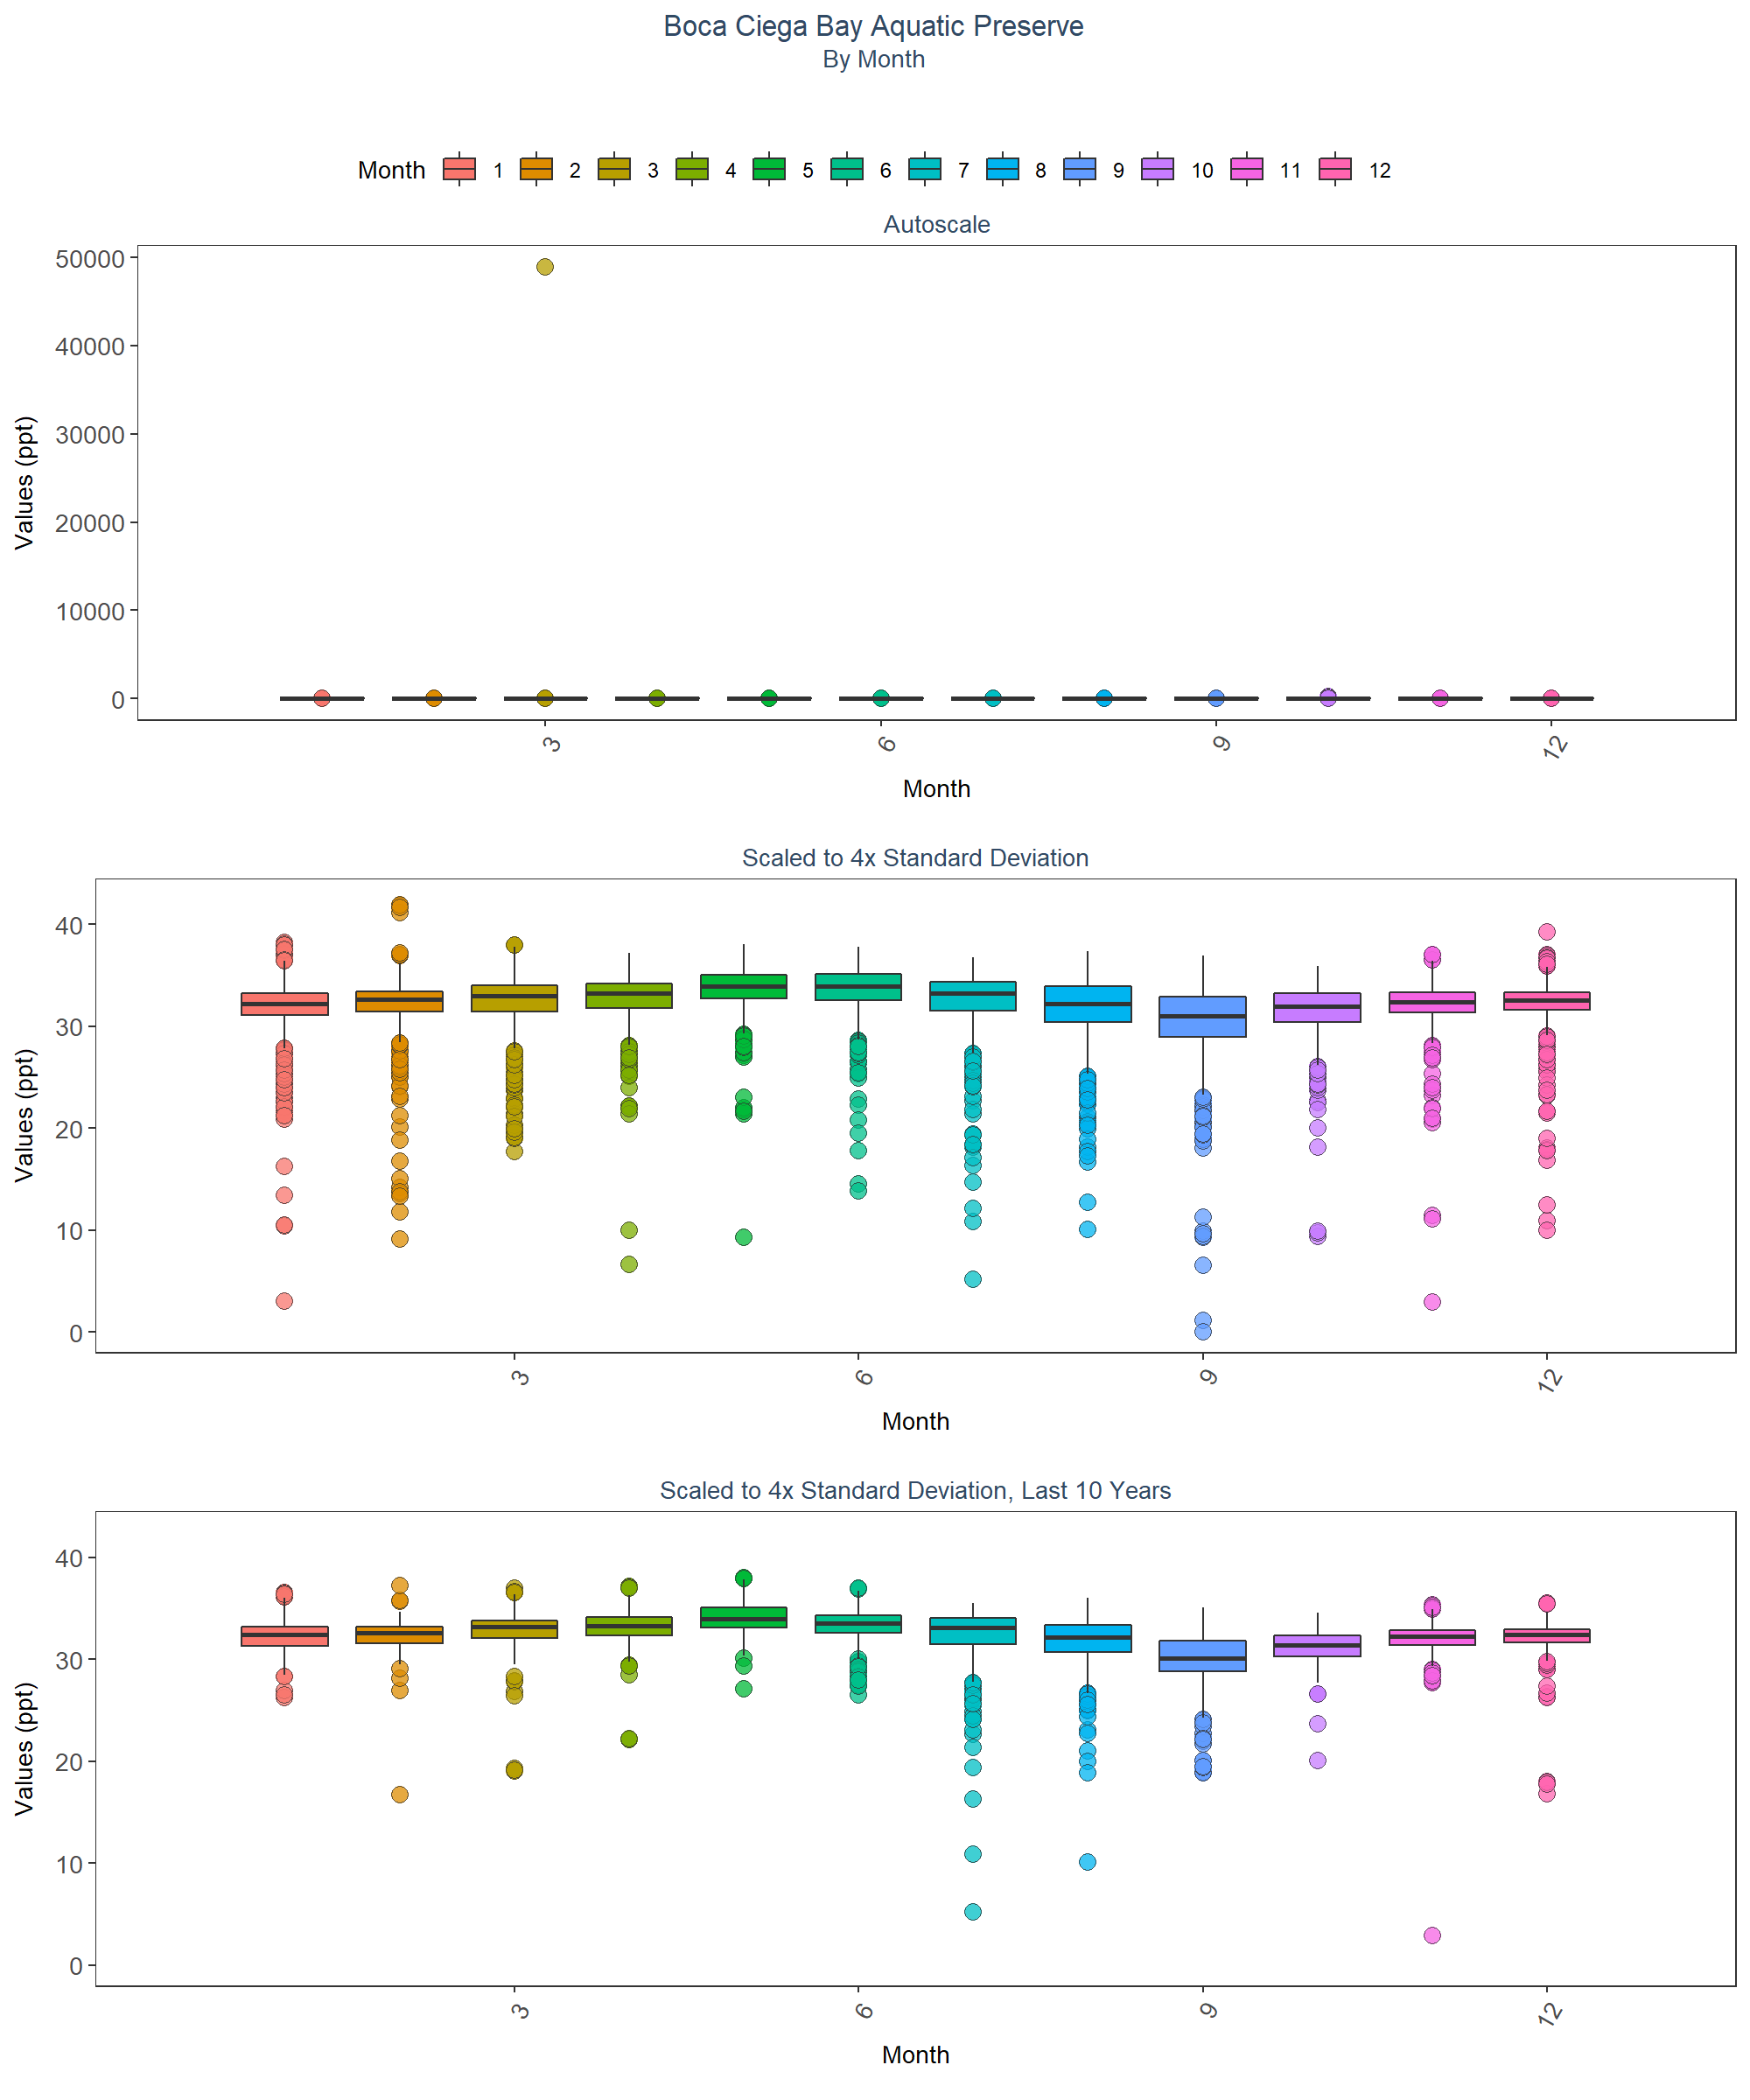 Boca Ciega Bay Aquatic Preserve
By Month
Month 1 2 3 4 5 6 7 8 9 10 11 12
Autoscale
Values (ppt)
50000
40000
30000
20000
10000
0
3 6 9 12
Month
Scaled to 4x Standard Deviation
Values (ppt)
40
30
20
10
0
3 6 9 12
Month
Scaled to 4x Standard Deviation, Last 10 Years
Values (ppt)
40
30
20
10
0
3 6 9 12
Month